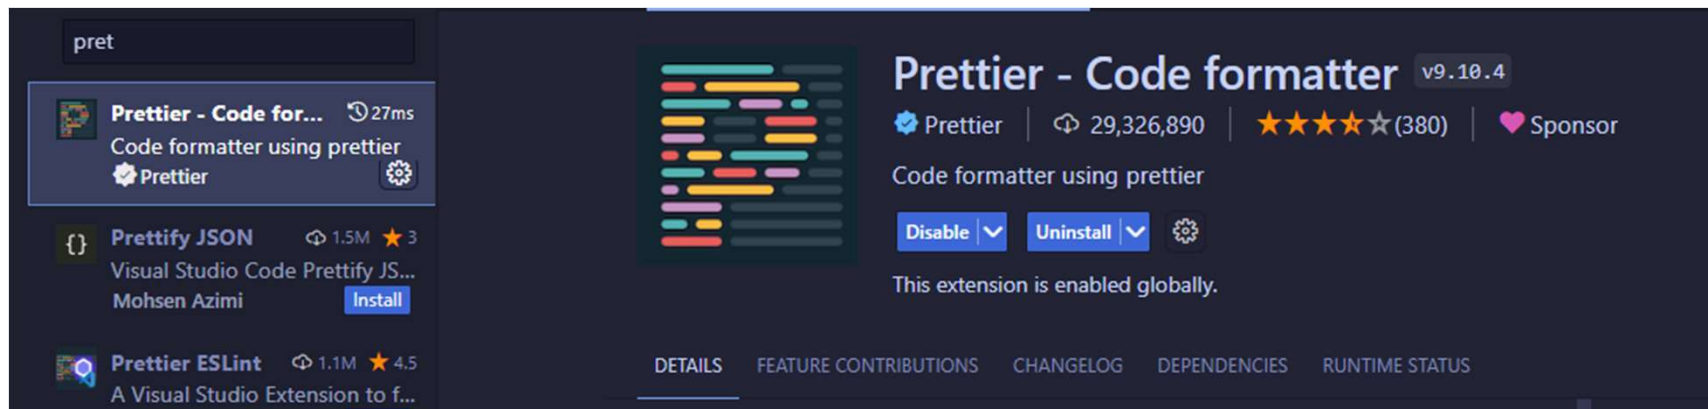 pret
Prettier - Code for... 27ms
Code formatter using prettier
Prettier
Prettify JSON 1.5M 3
Visual Studio Code Prettify JS...
Mohsen Azimi Install
Prettier ESLint 1.1M 4.5
A Visual Studio Extension to f...
Prettier - Code formatter v9.10.4
Prettier 29,326,890 (380) Sponsor
Code formatter using prettier
Disable Uninstall
This extension is enabled globally.
DETAILS FEATURE CONTRIBUTIONS CHANGELOG DEPENDENCIES RUNTIME STATUS